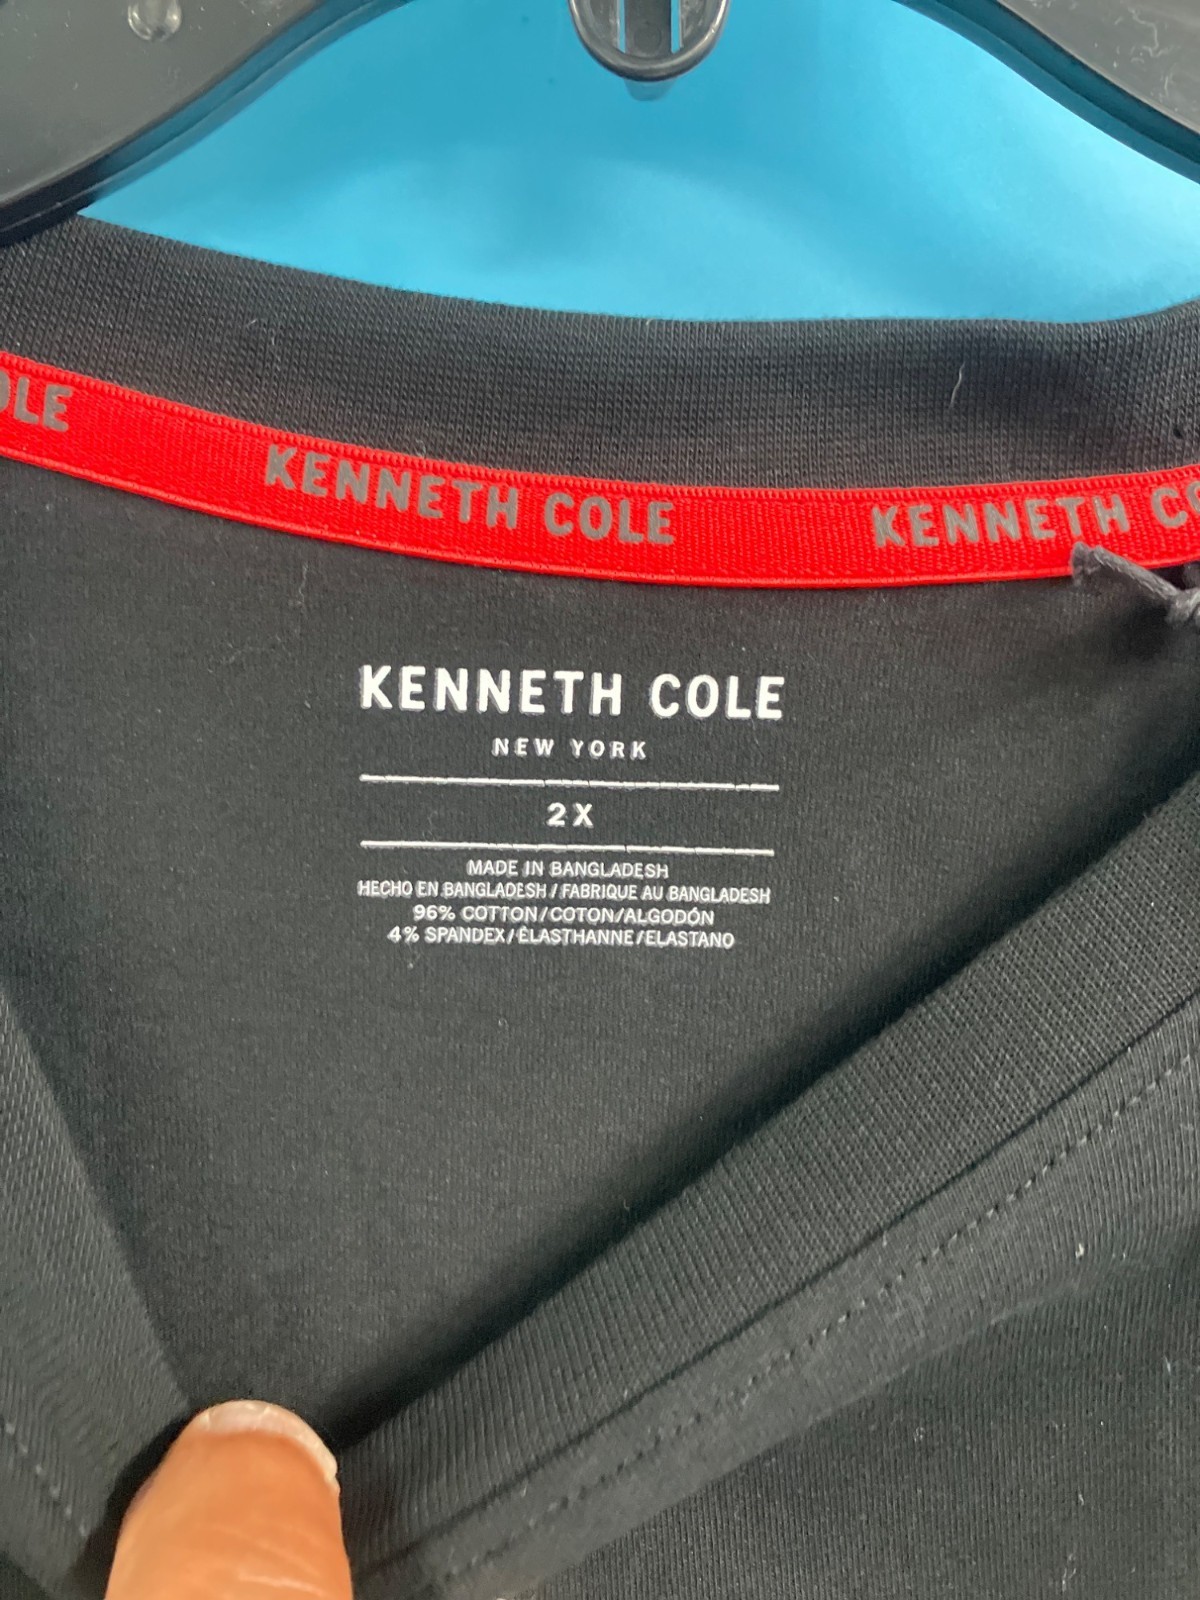 OLE
KENNETH COLE
KENNETH CO
KENNETH COLE
NEW YORK
2X
MADE IN BANGLADESH
HECHO EN BANGLADESH / FABRIQUE AU BANGLADESH
96% COTTON/COTON/ALGODÓN
4% SPANDEX/ÉLASTHANNE/ELASTANO